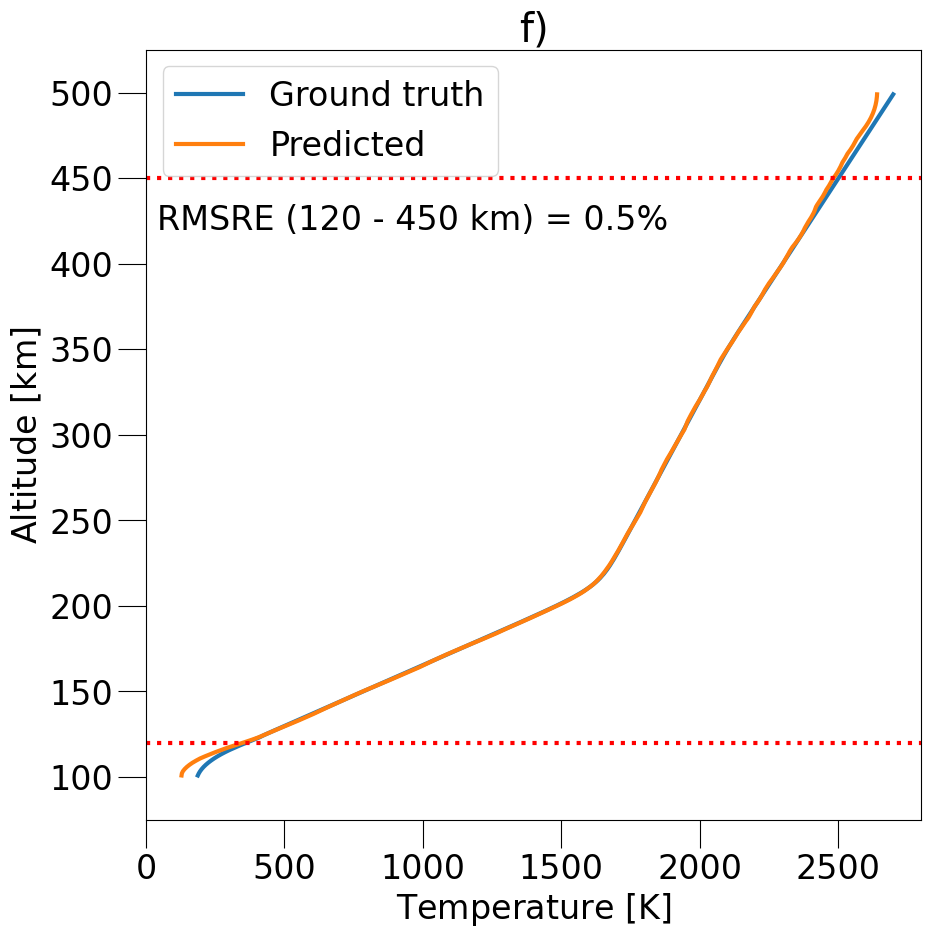 f)
Ground truth
Predicted
RMSRE (120 - 450 km) = 0.5%
Altitude [km]
500
450
400
350
300
250
200
150
100
0 500 1000 1500 2000 2500
Temperature [K]